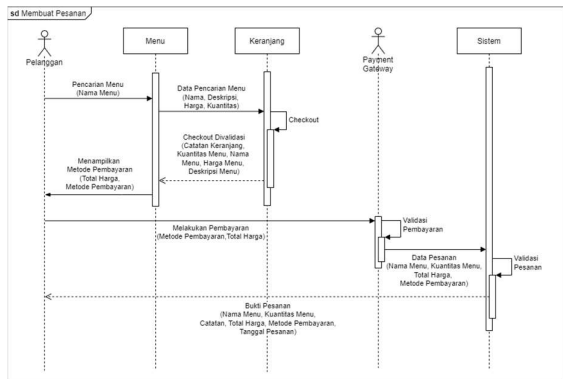 sd Membuat Pesanan
Pelanggan
Menu
Keranjang
Payment
Gateway
Sistem
Pencarian Menu
(Nama Menu)
Data Pencarian Menu
(Nama, Deskripsi,
Harga, Kuantitas)
Checkout
Checkout Divalidasi
(Catatan Keranjang,
Kuantitas Menu, Nama
Menu, Harga Menu,
Deskripsi Menu)
Menampilkan
Metode Pembayaran
(Total Harga,
Metode Pembayaran)
Melakukan Pembayaran
(Metode Pembayaran,Total Harga)
Validasi
Pembayaran
Data Pesanan
(Nama Menu, Kuantitas Menu,
Total Harga,
Metode Pembayaran)
Validasi
Pesanan
Bukti Pesanan
(Nama Menu, Kuantitas Menu,
Catatan, Total Harga, Metode Pembayaran,
Tanggal Pesanan)